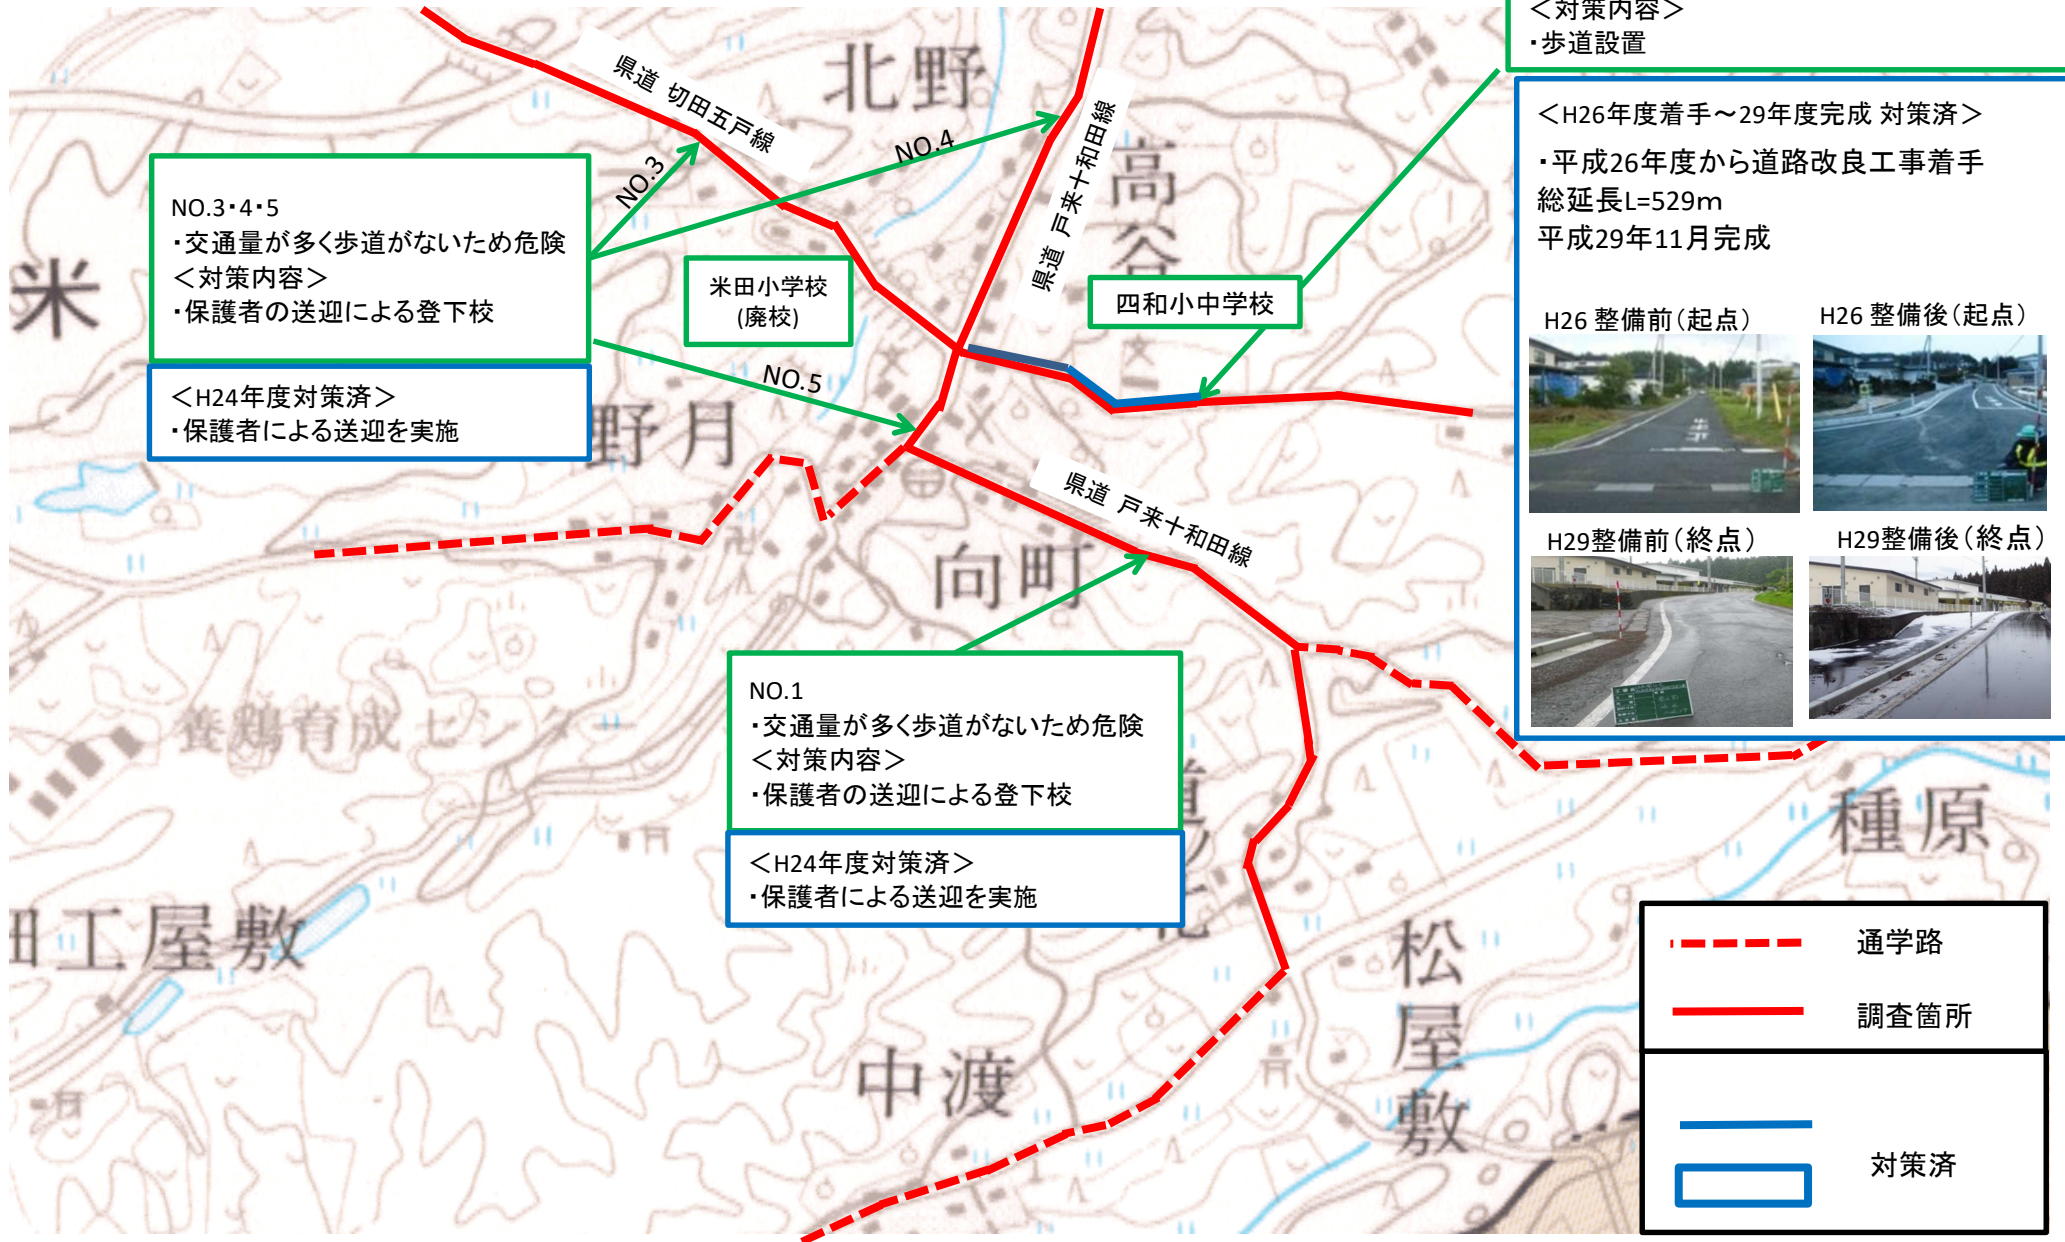 ＜対策内容＞
・歩道設置
＜H26年度着手～29年度完成 対策済＞
・平成26年度から道路改良工事着手
総延長L=529m
平成29年11月完成
H26 整備前（起点）
H26 整備後（起点）
H29整備前（終点）
H29整備後（終点）
県道 切田五戸線
北野
県道 戸来十和田線
高谷
NO.3
NO.4
NO.3・4・5
・交通量が多く歩道がないため危険
＜対策内容＞
・保護者の送迎による登下校
＜H24年度対策済＞
・保護者による送迎を実施
米
米田小学校
(廃校)
四和小中学校
NO.5
野月
県道 戸来十和田線
向町
NO.1
・交通量が多く歩道がないため危険
＜対策内容＞
・保護者の送迎による登下校
＜H24年度対策済＞
・保護者による送迎を実施
養鶏育成センター
種原
工屋敷
松屋敷
中渡
通学路
調査箇所
対策済